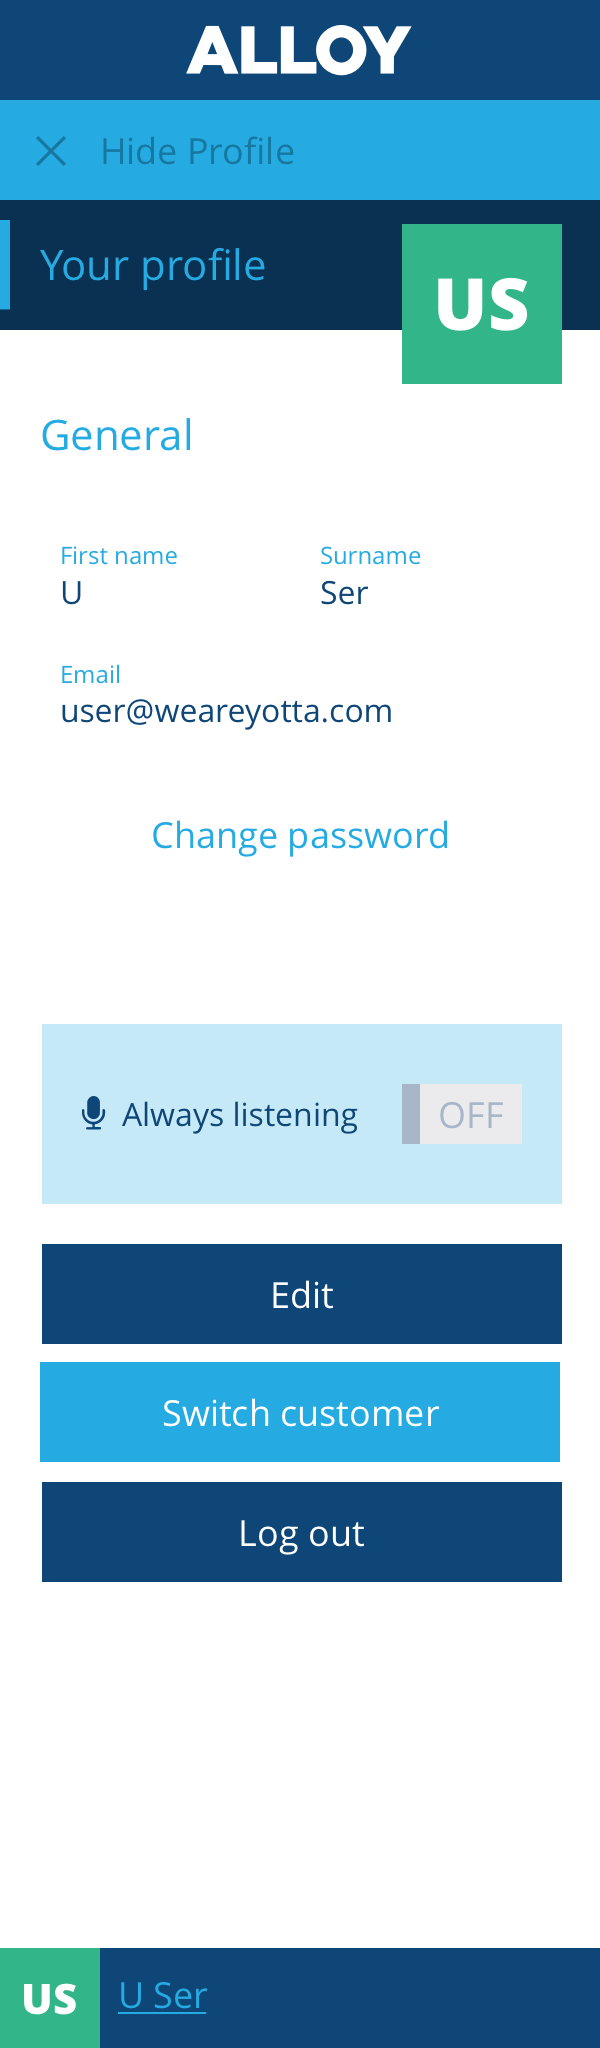 ALLOY
Hide Profile
Your profile
US
General
First name
Surname
U
Ser
Email
user@weareyotta.com
Change password
Always listening
OFF
Edit
Switch customer
Log out
US
U Ser